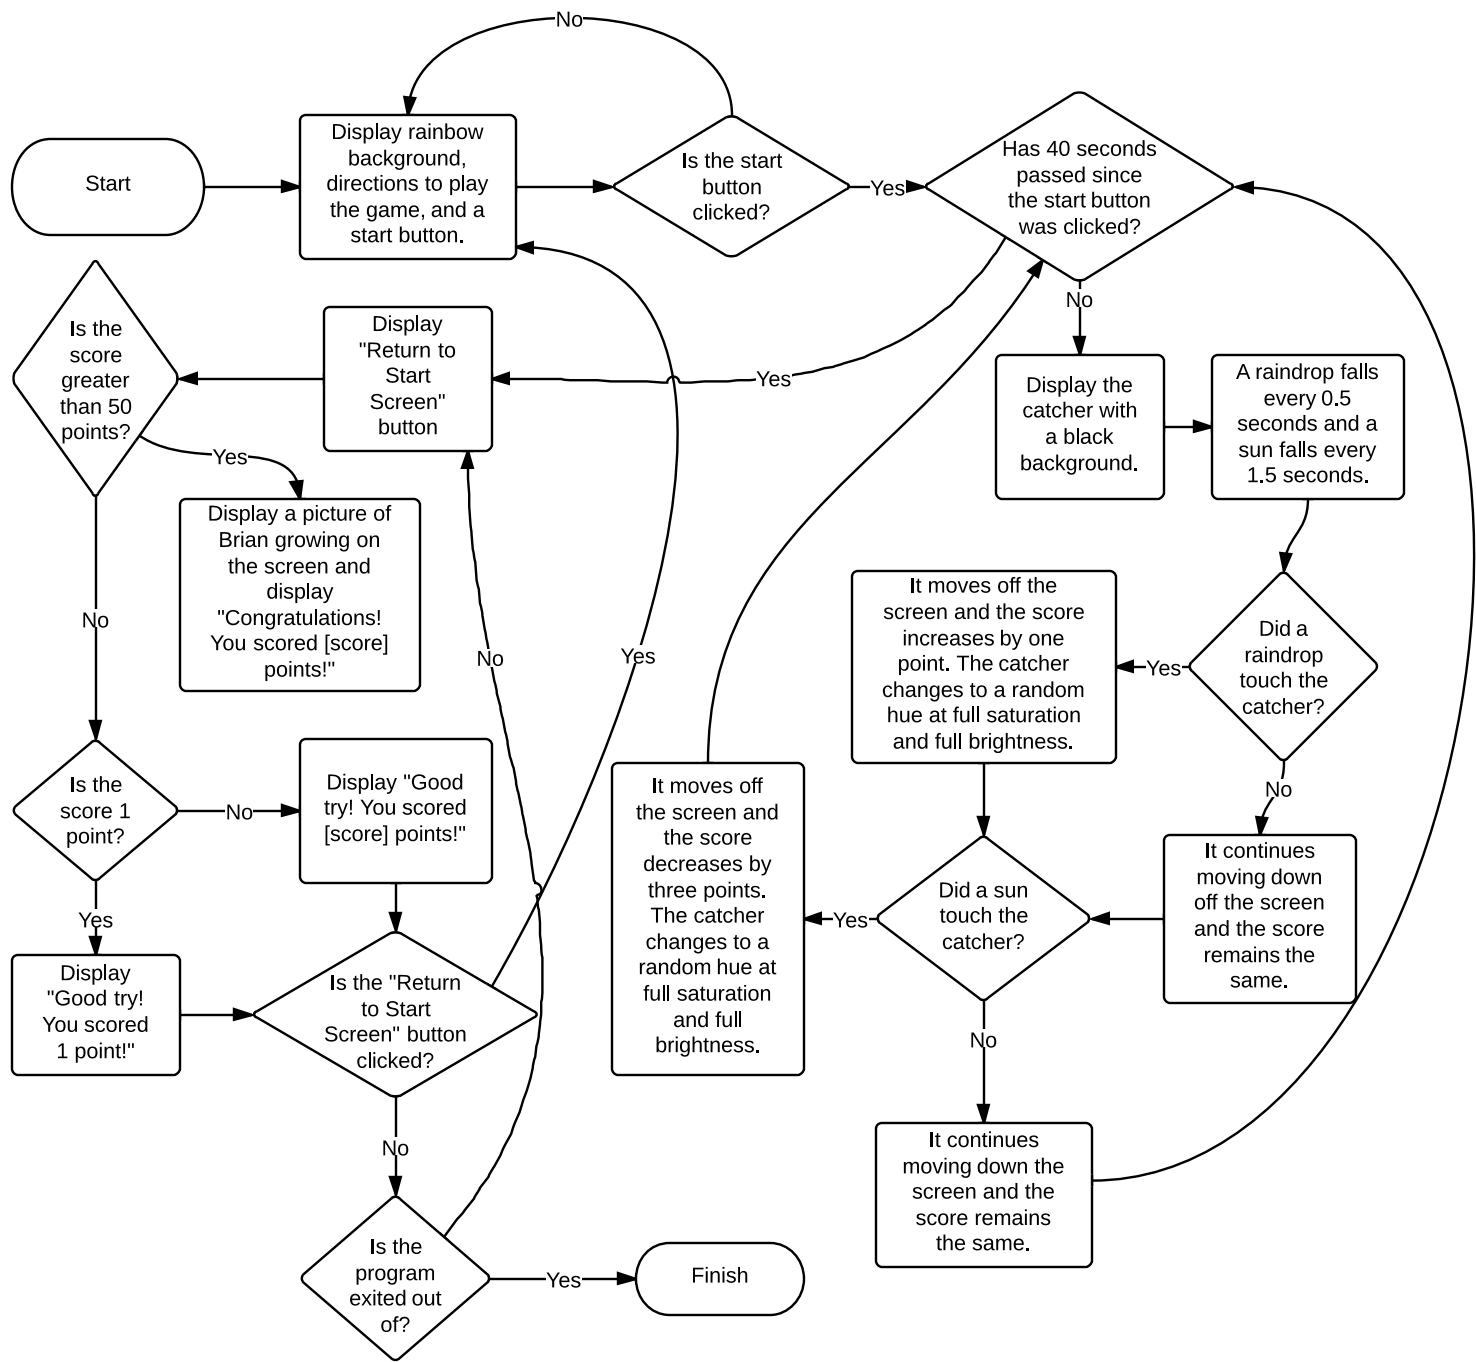 No
Start
Display rainbow
background,
directions to play
the game, and a
start button.
Is the start
button
clicked?
Yes
Has 40 seconds
passed since
the start button
was clicked?
No
Yes
Display
"Return to
Start
Screen"
button
Is the
score
greater
than 50
points?
Yes
Display a picture of
Brian growing on
the screen and
display
"Congratulations!
You scored [score]
points!"
No
Display the
catcher with
a black
background.
A raindrop falls
every 0.5
seconds and a
sun falls every
1.5 seconds.
Did a
raindrop
touch the
catcher?
Yes
It moves off the
screen and the score
increases by one
point. The catcher
changes to a random
hue at full saturation
and full brightness.
No
It continues
moving down
off the screen
and the score
remains the
same.
Did a sun
touch the
catcher?
Yes
It moves off
the screen and
the score
decreases by
three points.
The catcher
changes to a
random hue at
full saturation
and full
brightness.
No
It continues
moving down the
screen and the
score remains
the same.
Is the
score 1
point?
No
Display "Good
try! You scored
[score] points!"
Yes
Display
"Good try!
You scored
1 point!"
Is the "Return
to Start
Screen" button
clicked?
Yes
No
No
Is the
program
exited out
of?
Yes
Finish